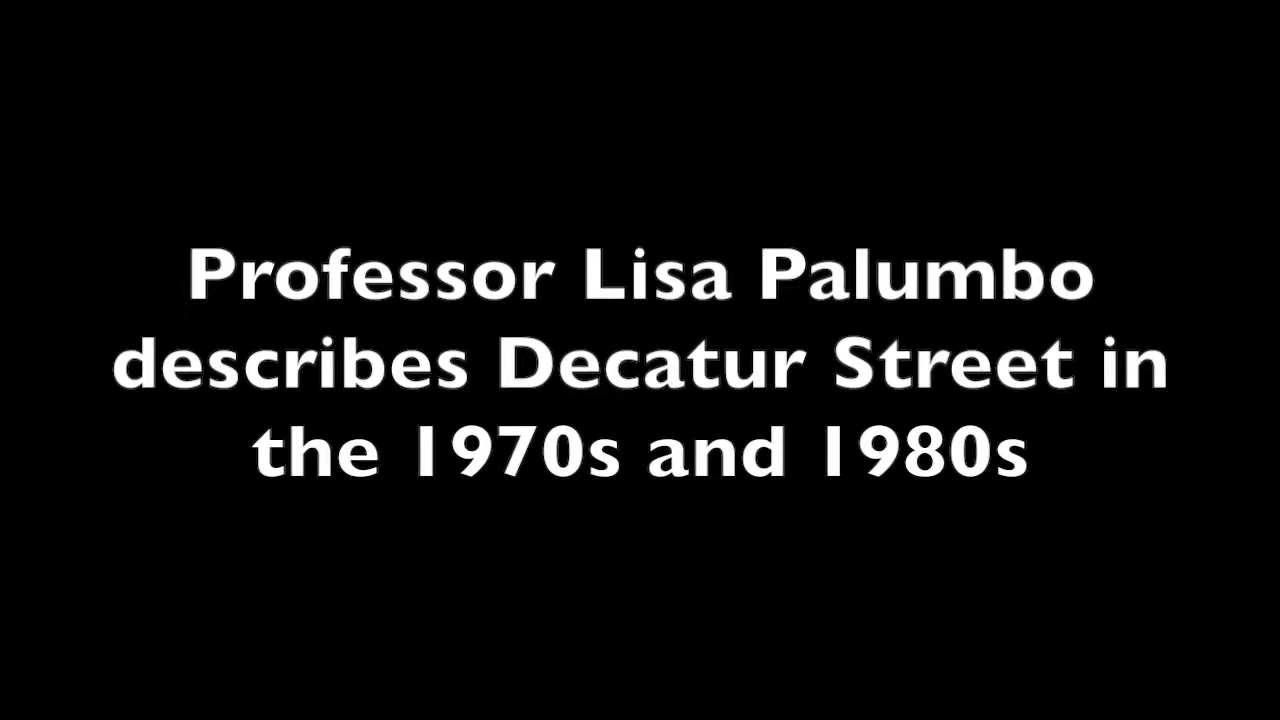 Professor Lisa Palumbo
describes Decatur Street in
the 1970s and 1980s